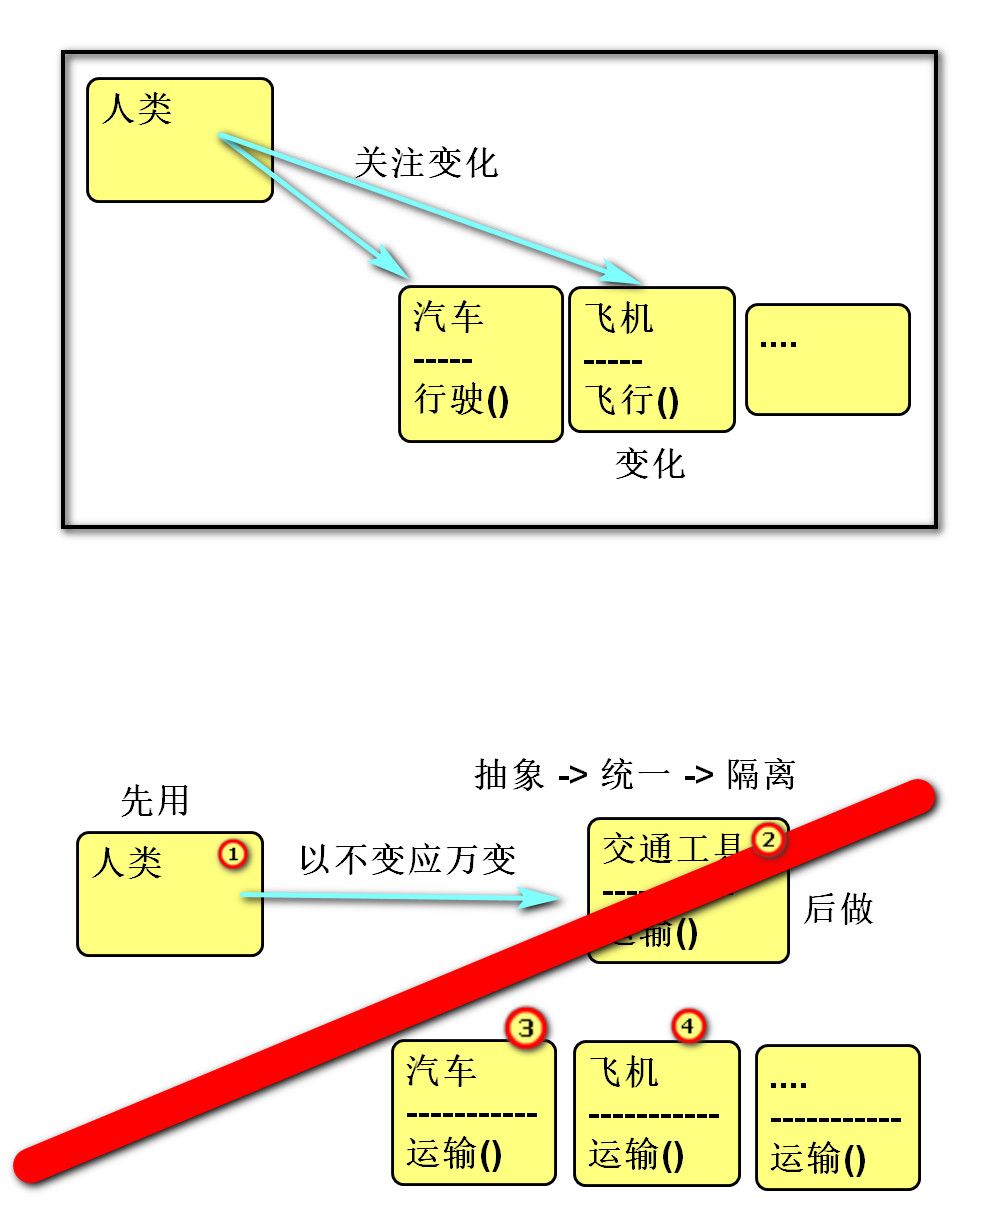 人类
关注变化
汽车
-----
行驶()
飞机
-----
飞行()
....
变化
抽象 -> 统一 -> 隔离
先用
人类
1
以不变应万变
交通工具
2
输()
后做
3
汽车
-----------
运输()
4
飞机
-----------
运输()
....
-----------
运输()